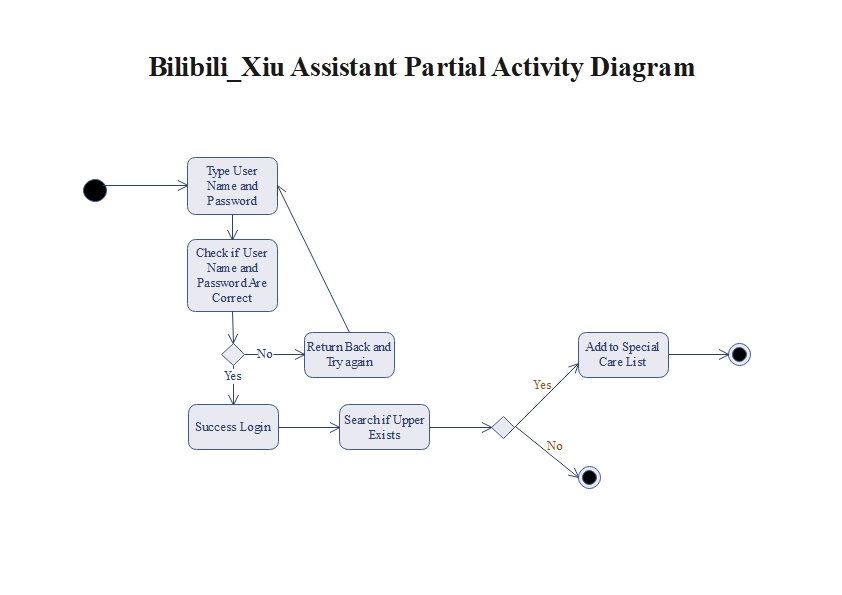 Bilibili_Xiu Assistant Partial Activity Diagram
Type User
Name and
Password
Check if User
Name and
Password Are
Correct
No
Return Back and
Try again
Yes
Success Login
Search if Upper
Exists
Yes
Add to Special
Care List
No